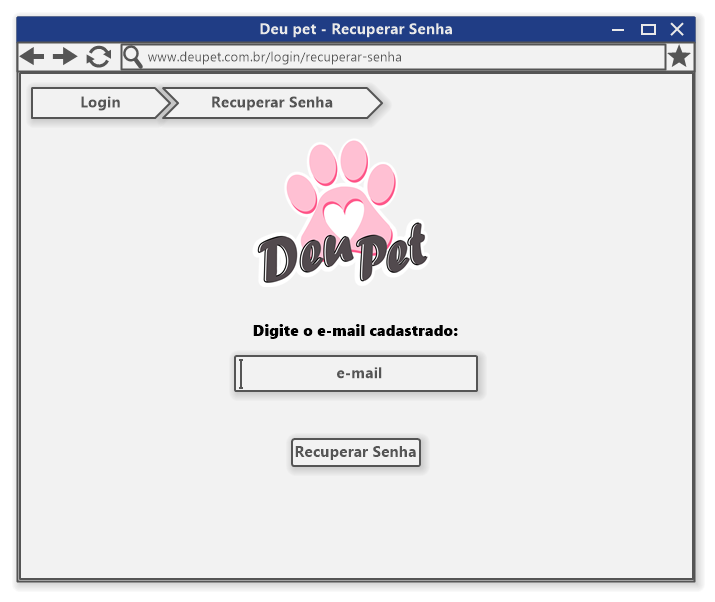 Deu pet - Recuperar Senha
www.deupet.com.br/login/recuperar-senha
Login
Recuperar Senha
Deu Pet
Digite o e-mail cadastrado:
e-mail
Recuperar Senha